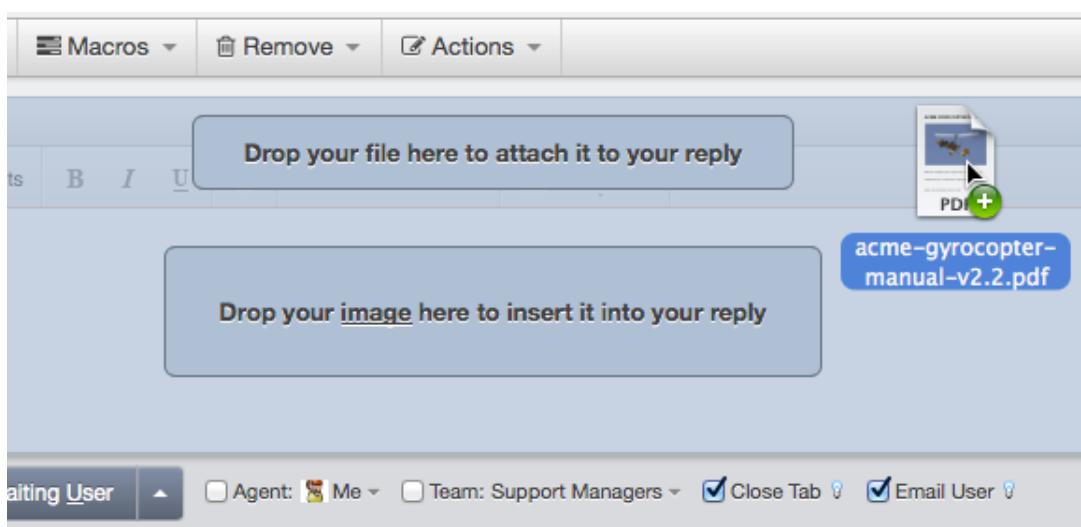 Macros
Remove
Actions
Drop your file here to attach it to your reply
ts B I U
PDF
acme-gyrocopter-
manual-v2.2.pdf
Drop your image here to insert it into your reply
aiting User
Agent: Me
Team: Support Managers
Close Tab
Email User